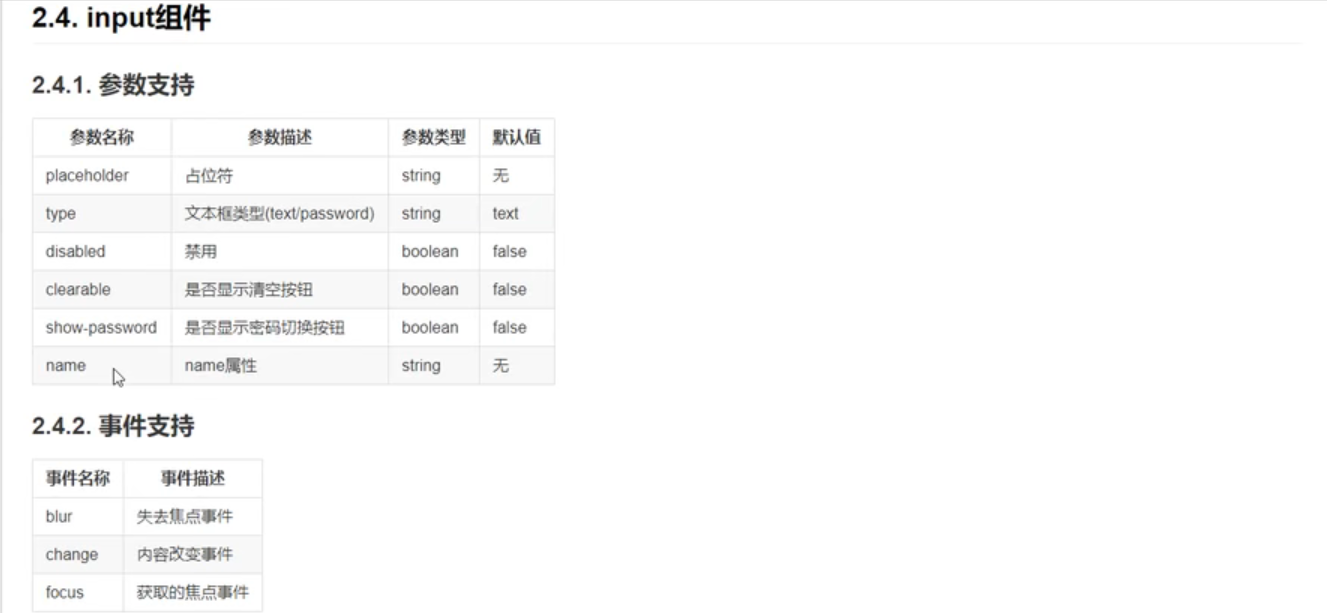 2.4. input组件
2.4.1. 参数支持
参数名称 参数描述 参数类型 默认值
placeholder 占位符 string 无
type 文本框类型(text/password) string text
disabled 禁用 boolean false
clearable 是否显示清空按钮 boolean false
show-password 是否显示密码切换按钮 boolean false
name name属性 string 无
2.4.2. 事件支持
事件名称 事件描述
blur 失去焦点事件
change 内容改变事件
focus 获取的焦点事件